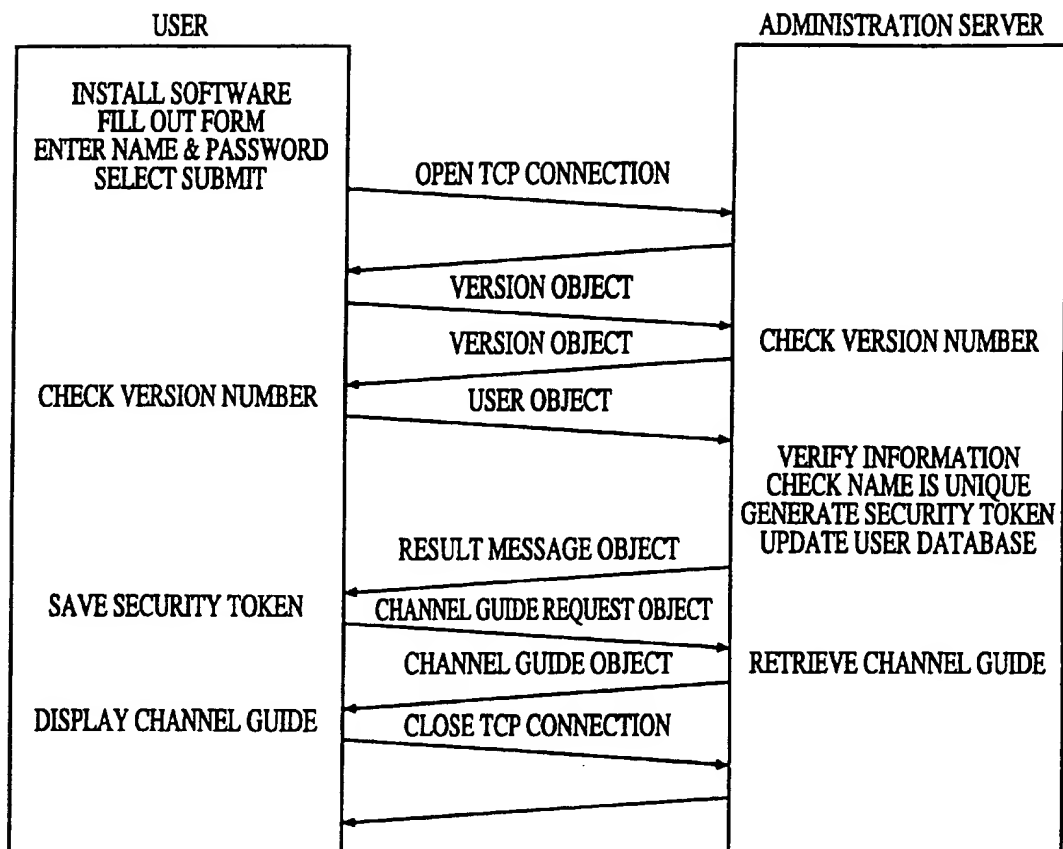 USER
ADMINISTRATION SERVER
INSTALL SOFTWARE
FILL OUT FORM
ENTER NAME & PASSWORD
SELECT SUBMIT
OPEN TCP CONNECTION
VERSION OBJECT
VERSION OBJECT
CHECK VERSION NUMBER
CHECK VERSION NUMBER
USER OBJECT
VERIFY INFORMATION
CHECK NAME IS UNIQUE
GENERATE SECURITY TOKEN
UPDATE USER DATABASE
RESULT MESSAGE OBJECT
SAVE SECURITY TOKEN
CHANNEL GUIDE REQUEST OBJECT
CHANNEL GUIDE OBJECT
RETRIEVE CHANNEL GUIDE
DISPLAY CHANNEL GUIDE
CLOSE TCP CONNECTION